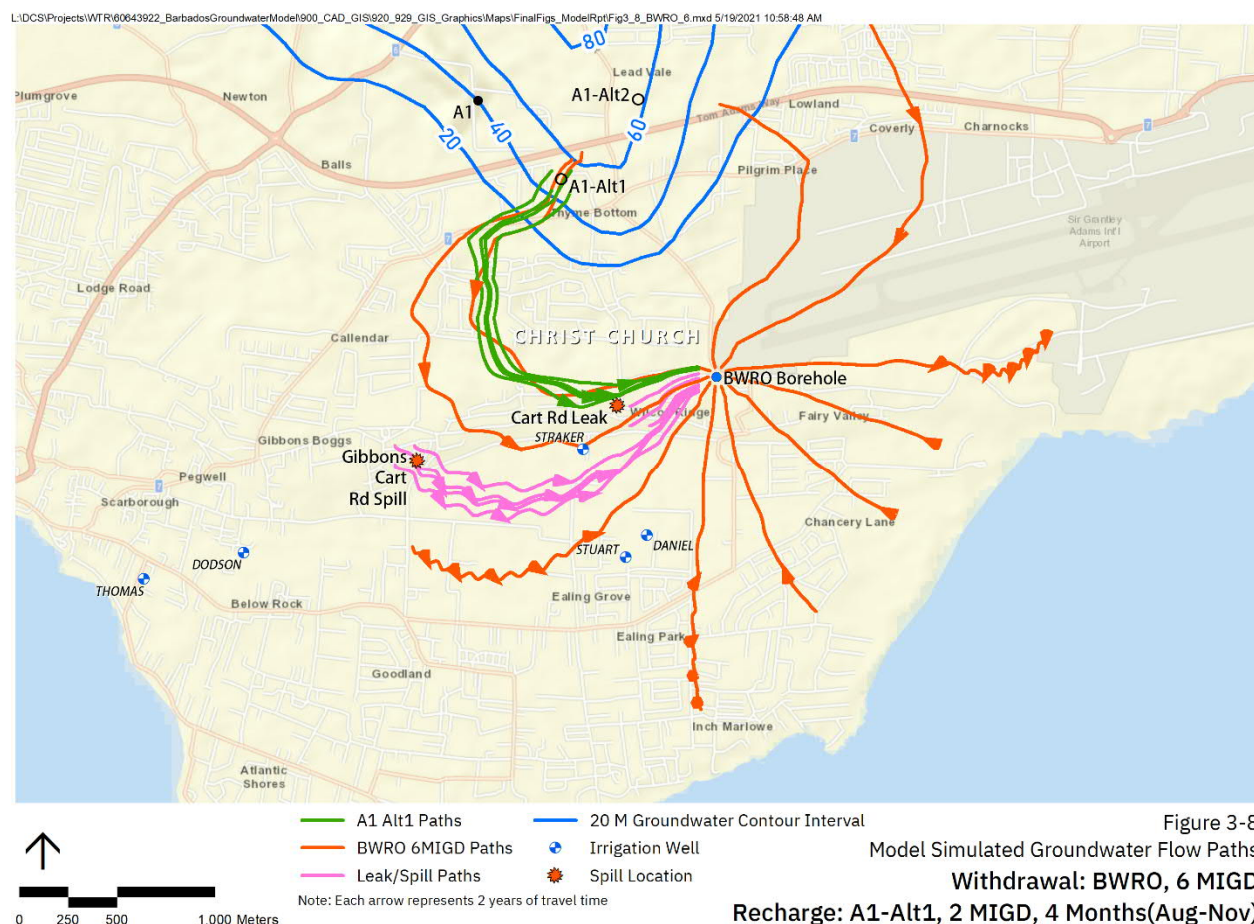 L:\DCS\Projects\WTR\60643922_BarbadosGroundwaterModel\900_CAD_GIS\920_929_GIS_Graphics\Maps\FinalFigs_ModelRpt\Fig3_8_BWRO_6.mxd 5/19/2021 10:58:48 AM
80
Lead Vale
Plumgrove
Newton
A1
A1-Alt2
Tom Adams Way
Lowland
40
60
20
Coverly
Charnocks
7
7
Balls
Pilgrim Place
A1-Alt1
Thyme Bottom
Sir Grantley
Adams Int'l
Airport
Lodge Road
Callendar
CHRIST CHURCH
BWRO Borehole
Cart Rd Leak
Fairy Valley
STRAKER
Gibbons Boggs
Gibbons
Cart
Rd Spill
Pegwell
7
Scarborough
Chancery Lane
DODSON
STUART
DANIEL
THOMAS
Below Rock
Ealing Grove
Ealing Park
Goodland
Inch Marlowe
Atlantic
Shores
A1 Alt1 Paths
BWRO 6MIGD Paths
Leak/Spill Paths
20 M Groundwater Contour Interval
Irrigation Well
Spill Location
Note: Each arrow represents 2 years of travel time
0 250 500 1,000 Meters
Figure 3-8
Model Simulated Groundwater Flow Paths
Withdrawal: BWRO, 6 MIGD
Recharge: A1-Alt1, 2 MIGD, 4 Months(Aug-Nov)